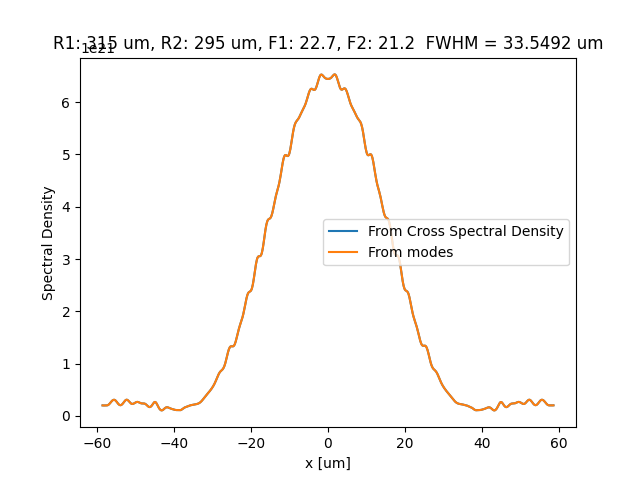 R1: 315 um, R2: 295 um, F1: 22.7, F2: 21.2  FWHM = 33.5492 um
1e21
Spectral Density
6
5
4
3
2
1
0
From Cross Spectral Density
From modes
−60
−40
−20
0
20
40
60
x [um]